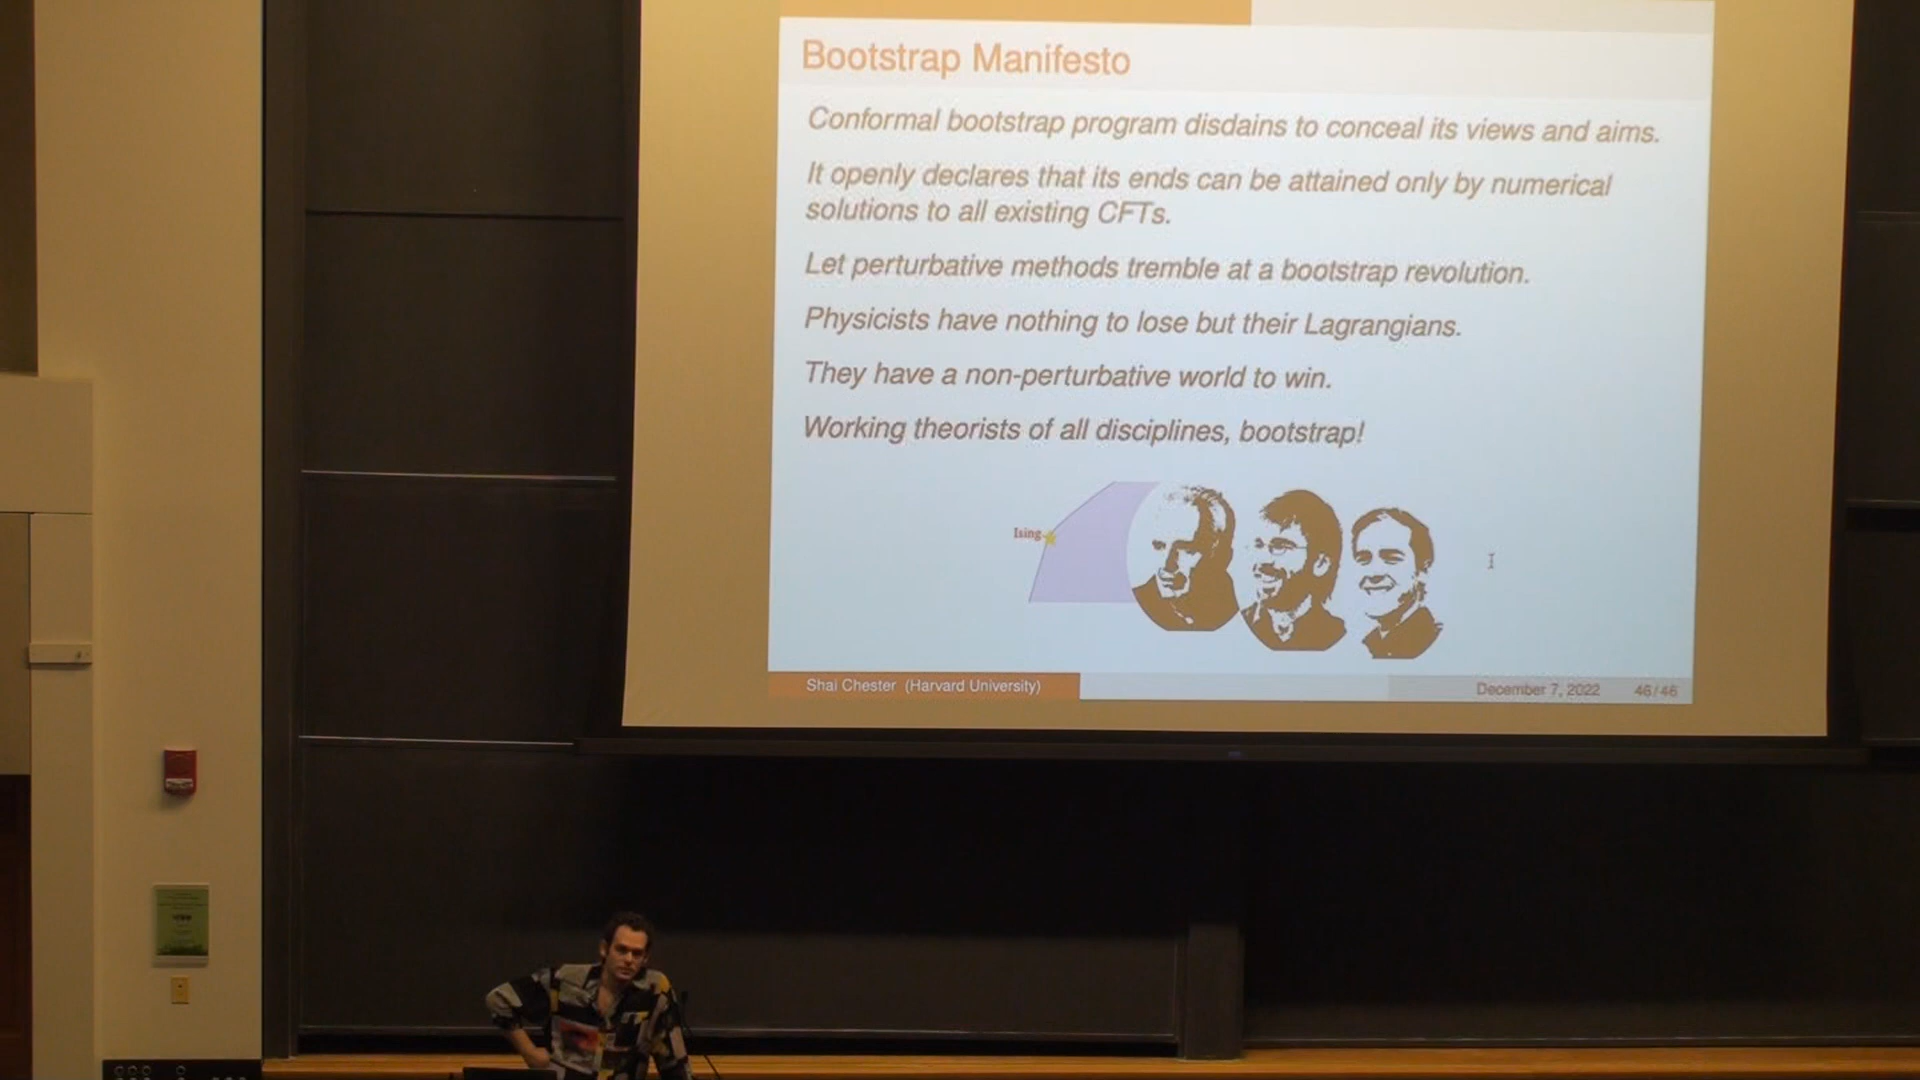 Bootstrap Manifesto
Conformal bootstrap program disdains to conceal its views and aims.
It openly declares that its ends can be attained only by numerical
solutions to all existing CFTs.
Let perturbative methods tremble at a bootstrap revolution.
Physicists have nothing to lose but their Lagrangians.
They have a non-perturbative world to win.
Working theorists of all disciplines, bootstrap!
Ising
Shai Chester (Harvard University)
December 7, 2022
46/46